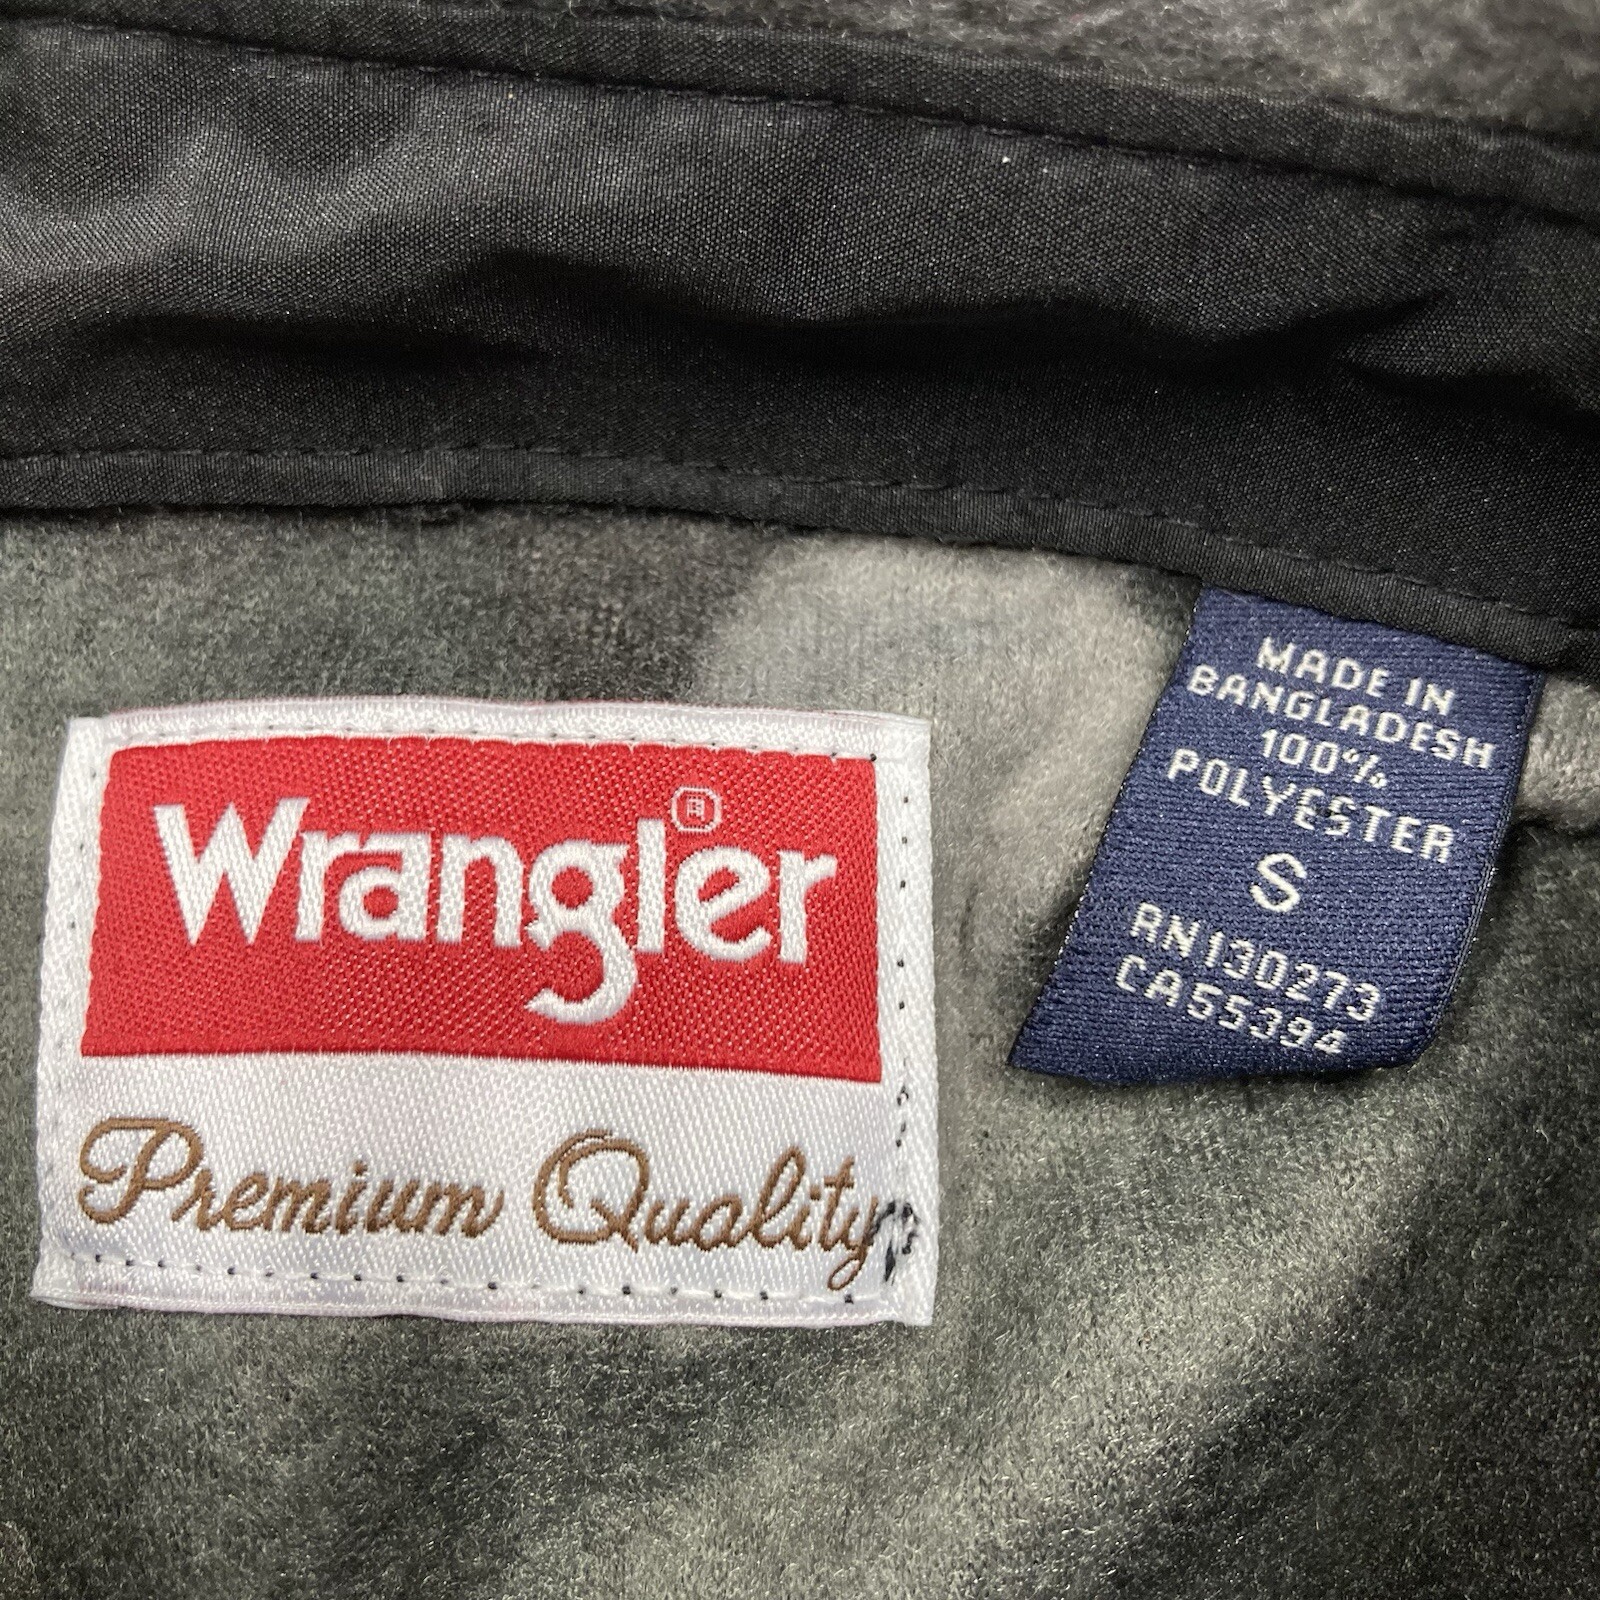 Wrangler®
Premium Quality
MADE IN
BANGLADESH
100%
POLYESTER
S
RN130273
CA55394